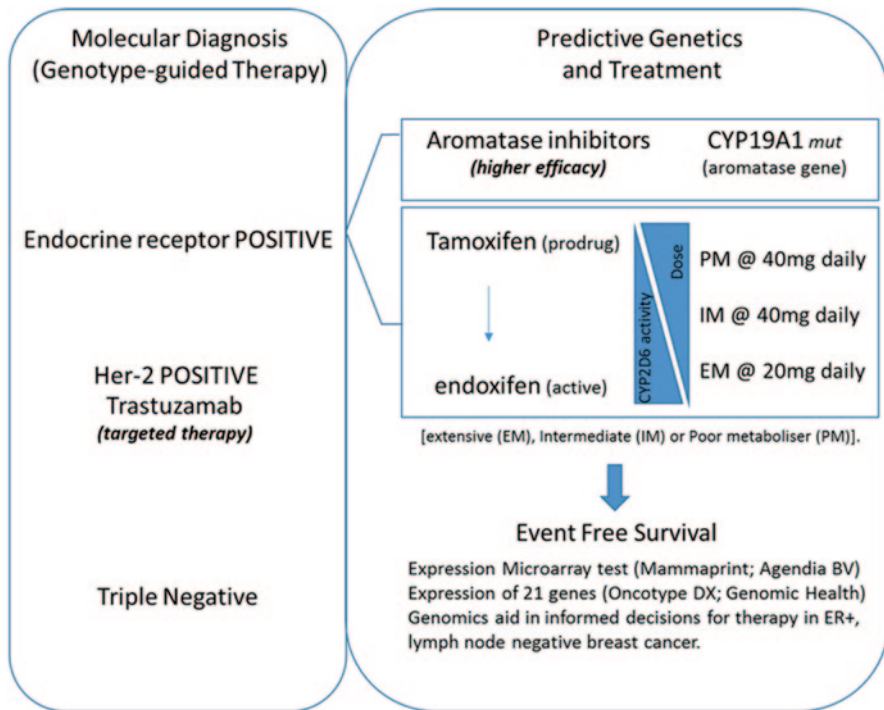 Molecular Diagnosis
(Genotype-guided Therapy)
Endocrine receptor POSITIVE
Her-2 POSITIVE
Trastuzamab
(targeted therapy)
Triple Negative
Predictive Genetics
and Treatment
Aromatase inhibitors
(higher efficacy)
CYP19A1 mut
(aromatase gene)
Tamoxifen (prodrug)
endoxifen (active)
CYP2D6 activity
Dose
PM @ 40mg daily
IM @ 40mg daily
EM @ 20mg daily
[extensive (EM), Intermediate (IM) or Poor metaboliser (PM)].
Event Free Survival
Expression Microarray test (Mammaprint; Agendia BV)
Expression of 21 genes (Oncotype DX; Genomic Health)
Genomics aid in informed decisions for therapy in ER+,
lymph node negative breast cancer.